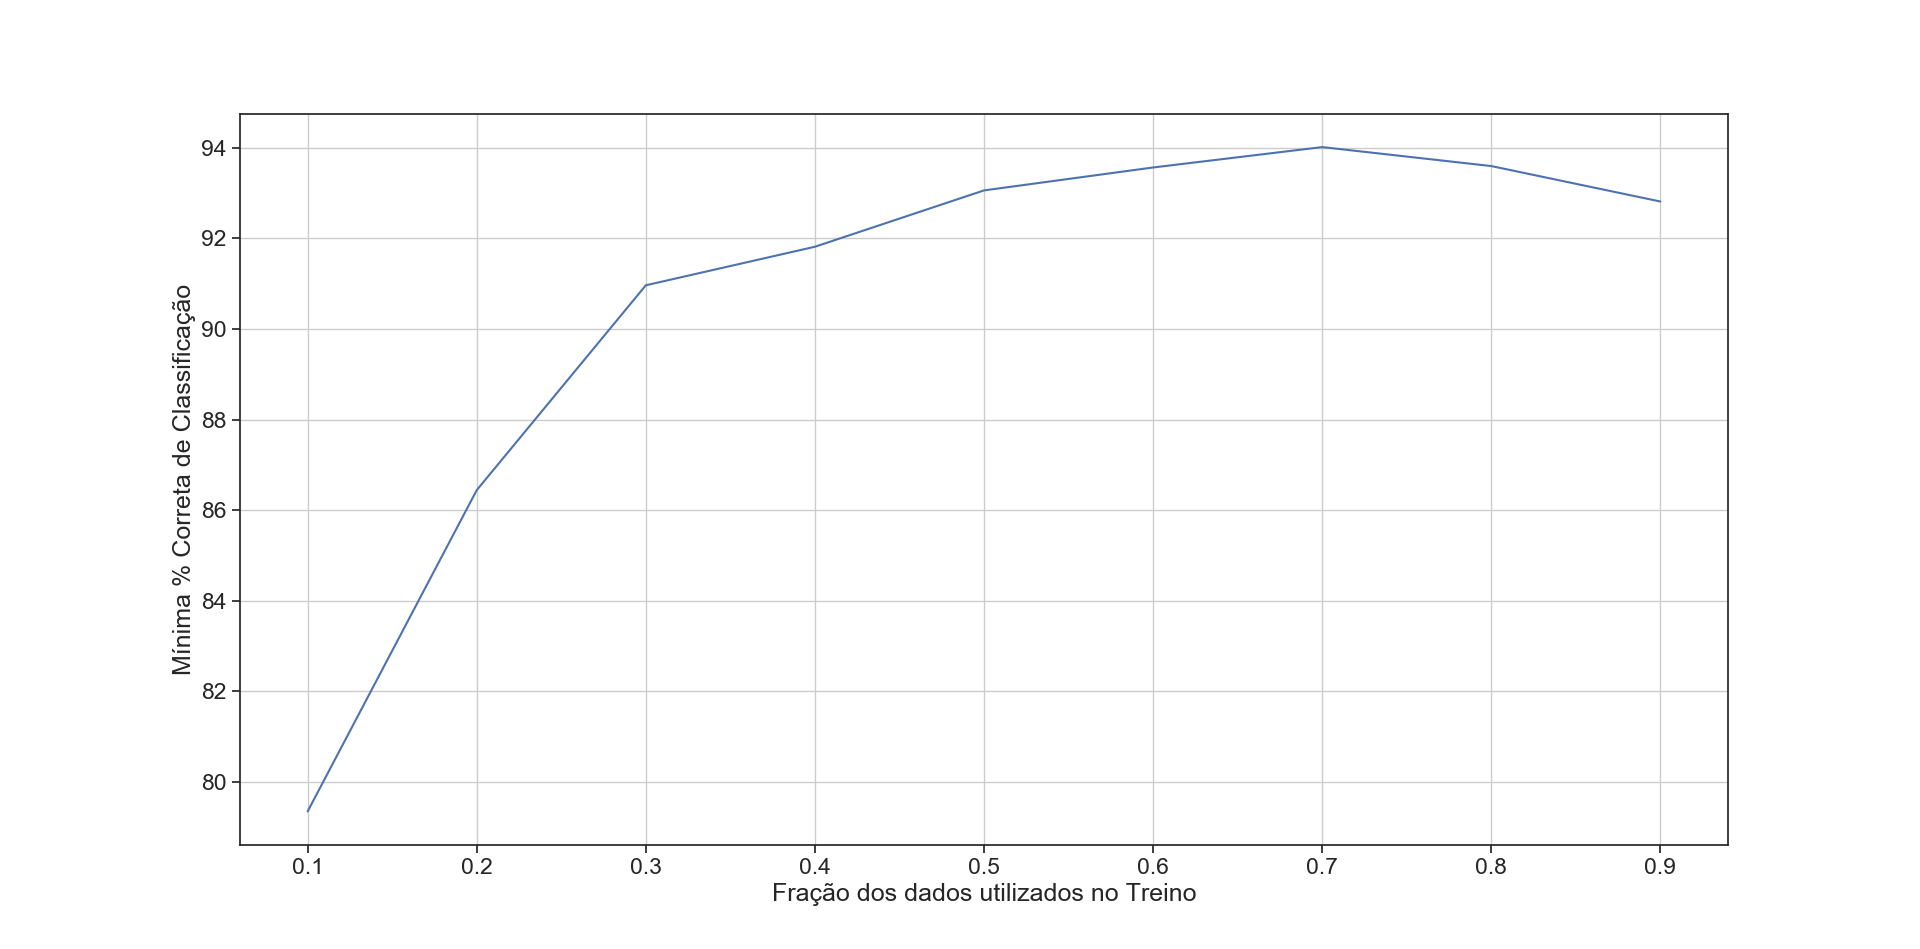 94
92
90
88
86
84
82
80
Mínima % Correta de Classificação
0.1 0.2 0.3 0.4 0.5 0.6 0.7 0.8 0.9
Fração dos dados utilizados no Treino